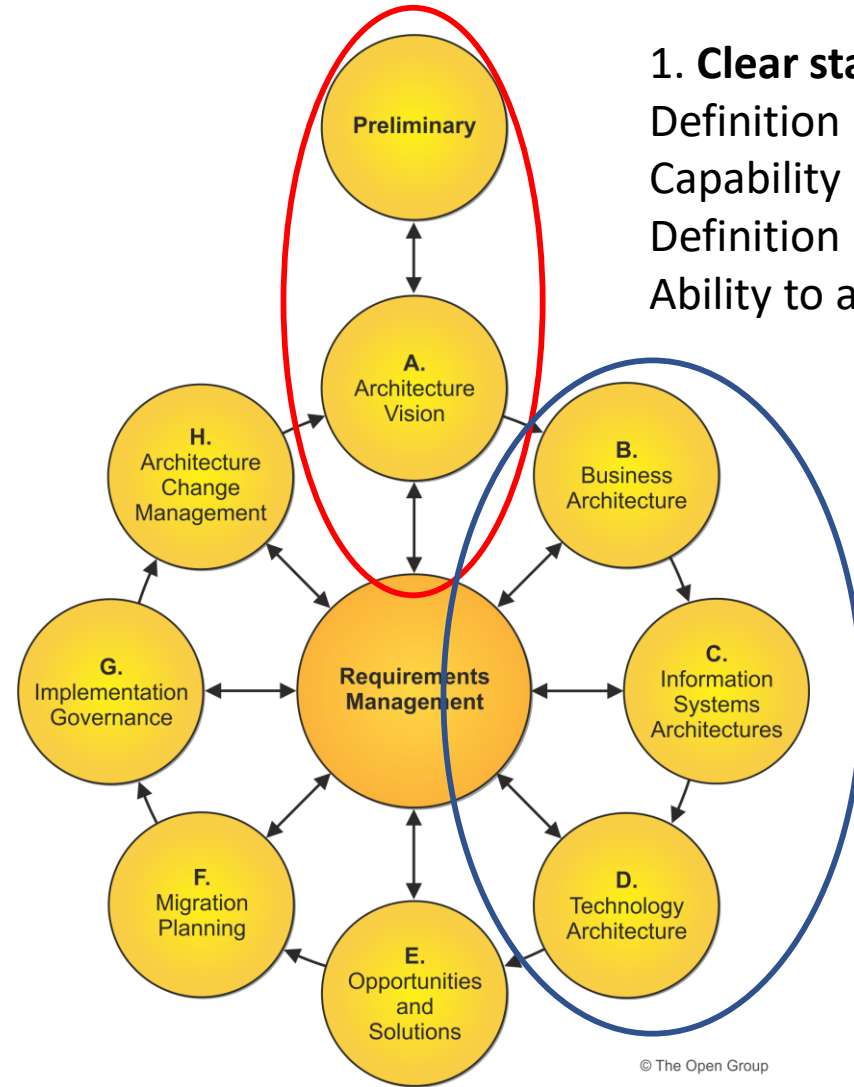 Preliminary
1. Clear sta
Definition
Capability
Definition
Ability to a
A.
Architecture
Vision
H.
Architecture
Change
Management
B.
Business
Architecture
G.
Implementation
Governance
Requirements
Management
C.
Information
Systems
Architectures
F.
Migration
Planning
D.
Technology
Architecture
E.
Opportunities
and
Solutions
© The Open Group